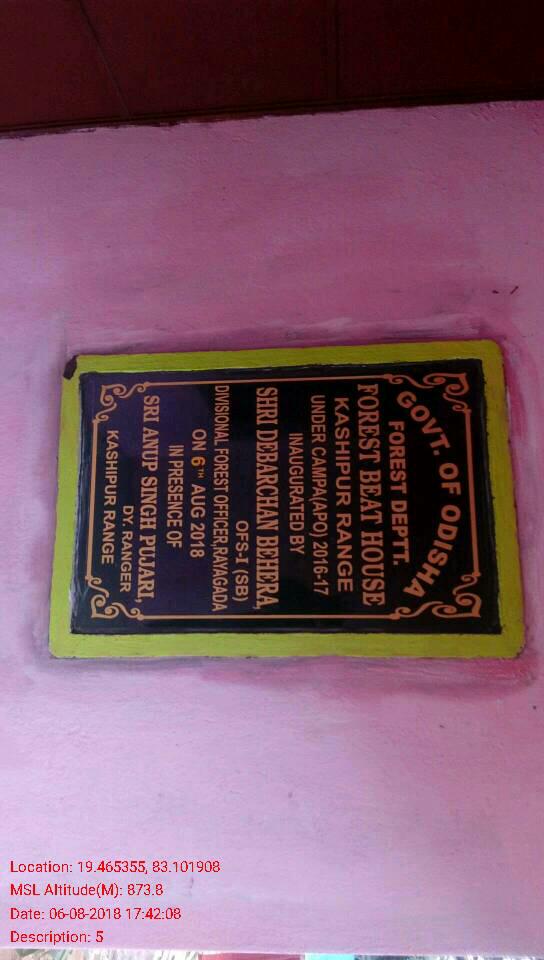 GOVT. OF ODISHA
FOREST DEPTT.
FOREST BEAT HOUSE
KASHIPUR RANGE
UNDER CAMPA(APO) 2016-17
INAUGURATED BY
SHRI DEBARCHAN BEHERA,
OFS-I (SB)
DIVISIONAL FOREST OFFICER,RAYAGADA
ON 6TH AUG 2018
IN PRESENCE OF
SRI ANUP SINGH PUJARI,
DY. RANGER
KASHIPUR RANGE
Location: 19.465355, 83.101908
MSL Altitude(M): 873.8
Date: 06-08-2018 17:42:08
Description: 5